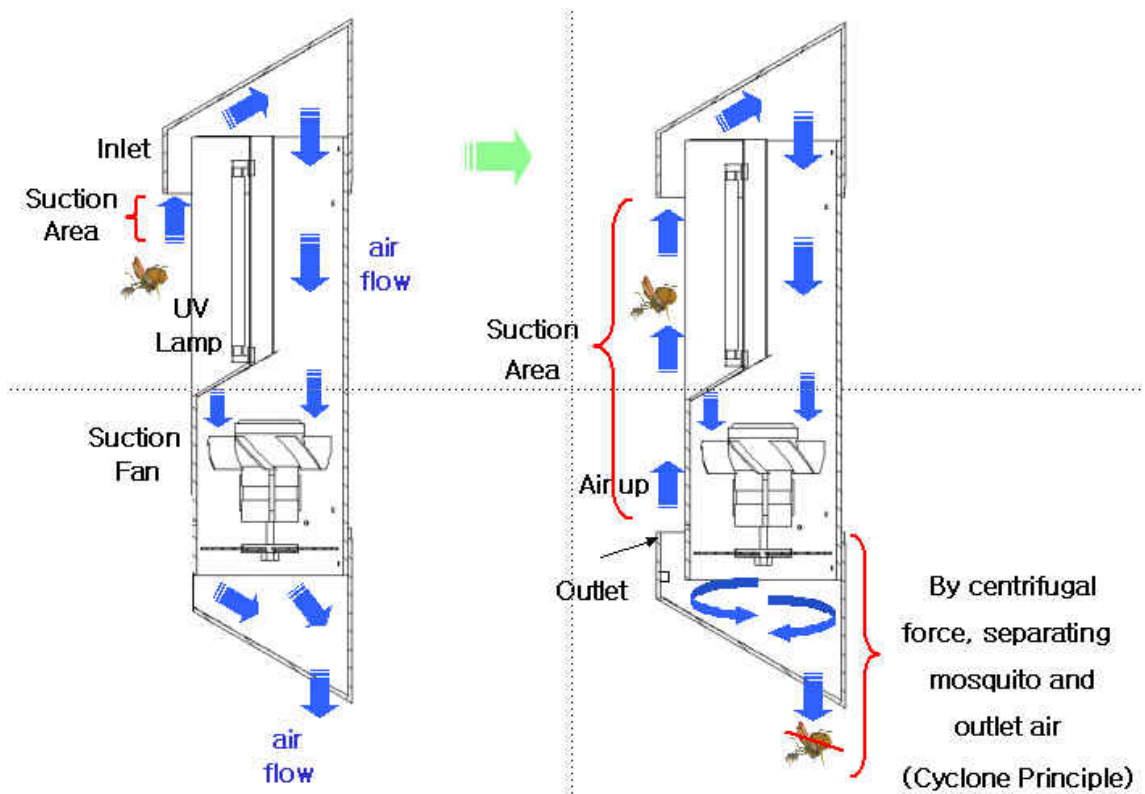 Inlet
Suction
Area
UV
Lamp
air
flow
Suction
Fan
air
flow
Suction
Area
Air up
Outlet
By centrifugal
force, separating
mosquito and
outlet air
(Cyclone Principle)